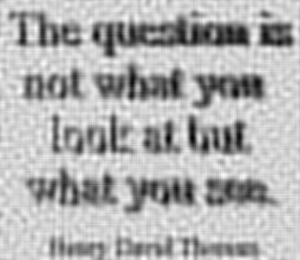 The question is
not what you
look at but
what you see.
Henry David Thoreau